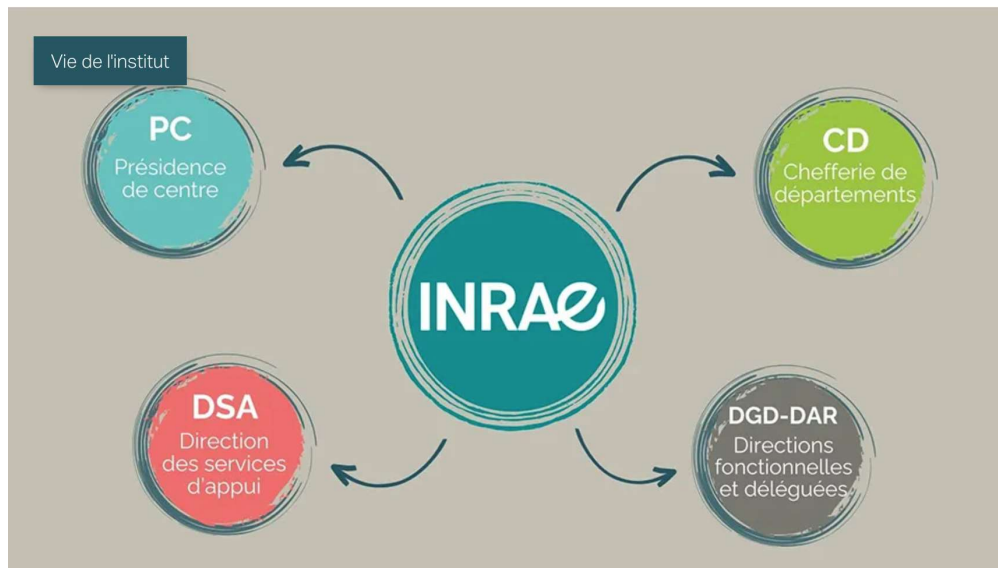 Vie de l'institut
PC
Présidence
de centre
CD
Chefferie de
départements
INRAE
DSA
Direction
des services
d'appui
DGD-DAR
Directions
fonctionnelles
et déléguées